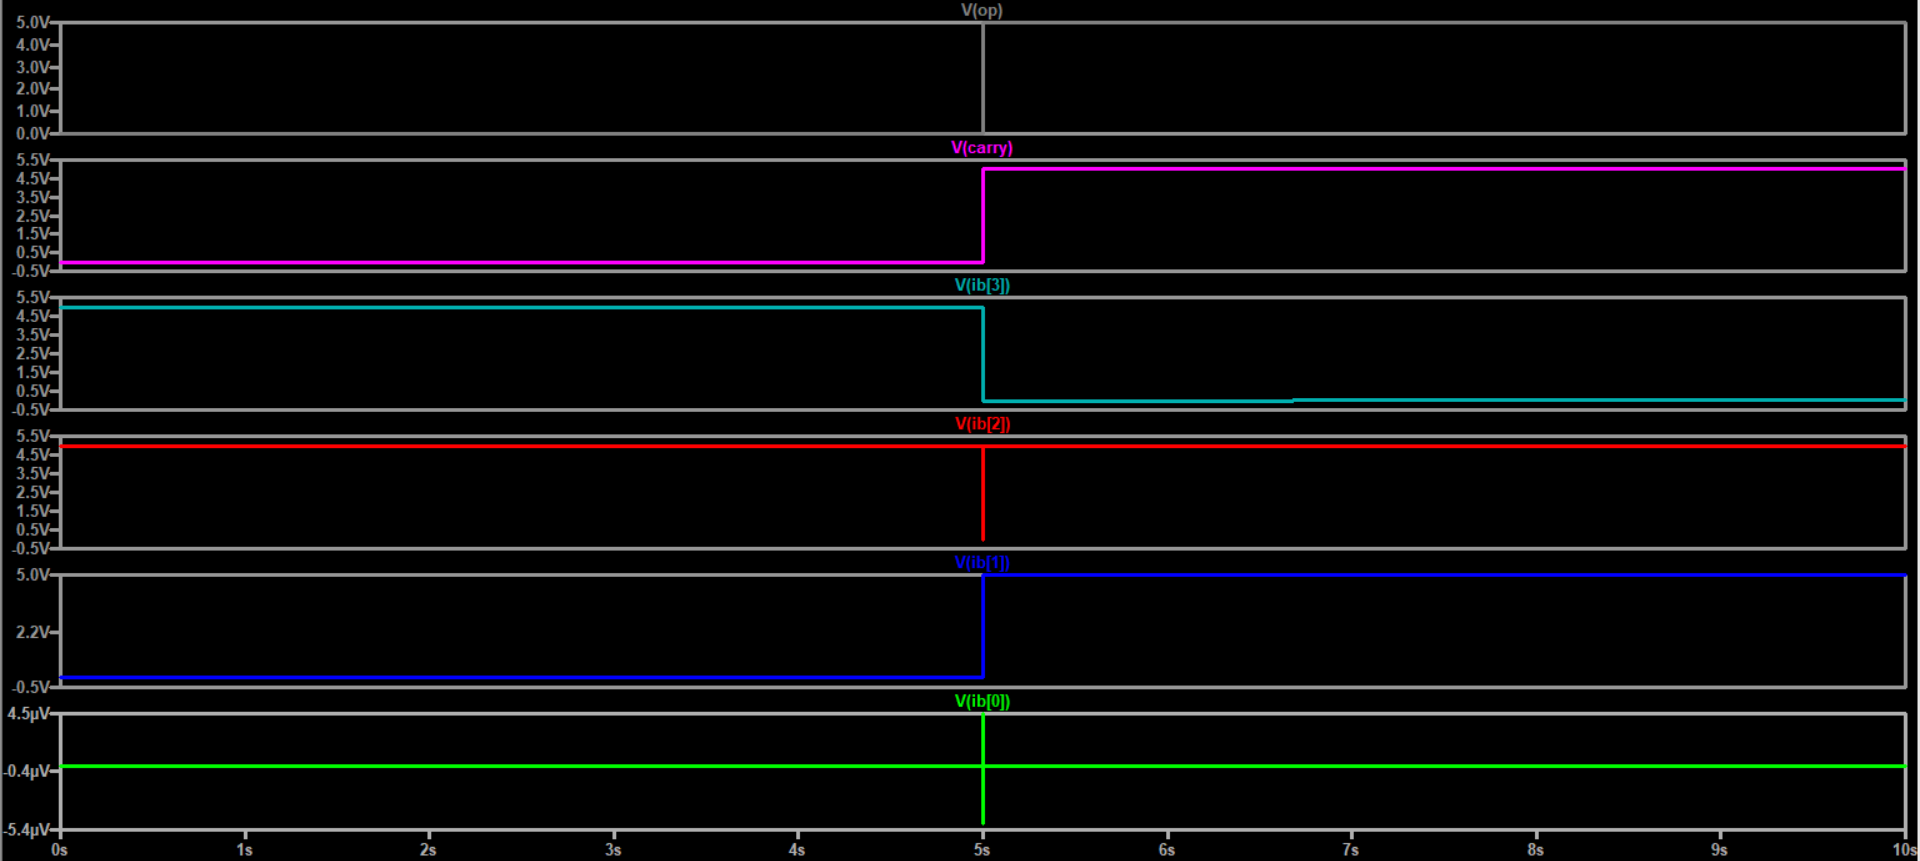 V(op)
5.0V
4.0V
3.0V
2.0V
1.0V
0.0V
V(carry)
5.5V
4.5V
3.5V
2.5V
1.5V
0.5V
-0.5V
V(ib[3])
5.5V
4.5V
3.5V
2.5V
1.5V
0.5V
-0.5V
V(ib[2])
5.5V
4.5V
3.5V
2.5V
1.5V
0.5V
-0.5V
V(ib[1])
5.0V
2.2V
-0.5V
V(ib[0])
4.5µV
-0.4µV
-5.4µV
0s 1s 2s 3s 4s 5s 6s 7s 8s 9s 10s